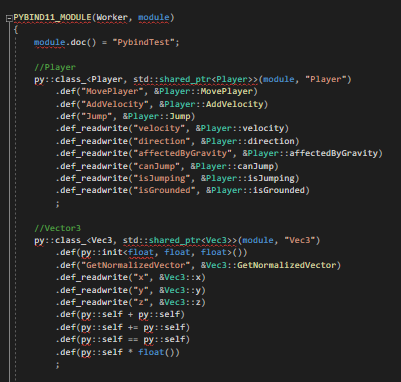 PYBIND11_MODULE(Worker, module)
{
module.doc() = "PybindTest";
//Player
py::class_<Player, std::shared_ptr<Player>>(module, "Player")
.def("MovePlayer", &Player::MovePlayer)
.def("AddVelocity", &Player::AddVelocity)
.def("Jump", &Player::Jump)
.def_readwrite("velocity", &Player::velocity)
.def_readwrite("direction", &Player::direction)
.def_readwrite("affectedByGravity", &Player::affectedByGravity)
.def_readwrite("canJump", &Player::canJump)
.def_readwrite("isJumping", &Player::isJumping)
.def_readwrite("isGrounded", &Player::isGrounded)
;
//Vector3
py::class_<Vec3, std::shared_ptr<Vec3>>(module, "Vec3")
.def(py::init<float, float, float>())
.def("GetNormalizedVector", &Vec3::GetNormalizedVector)
.def_readwrite("x", &Vec3::x)
.def_readwrite("y", &Vec3::y)
.def_readwrite("z", &Vec3::z)
.def(py::self + py::self)
.def(py::self += py::self)
.def(py::self == py::self)
.def(py::self * float())
;